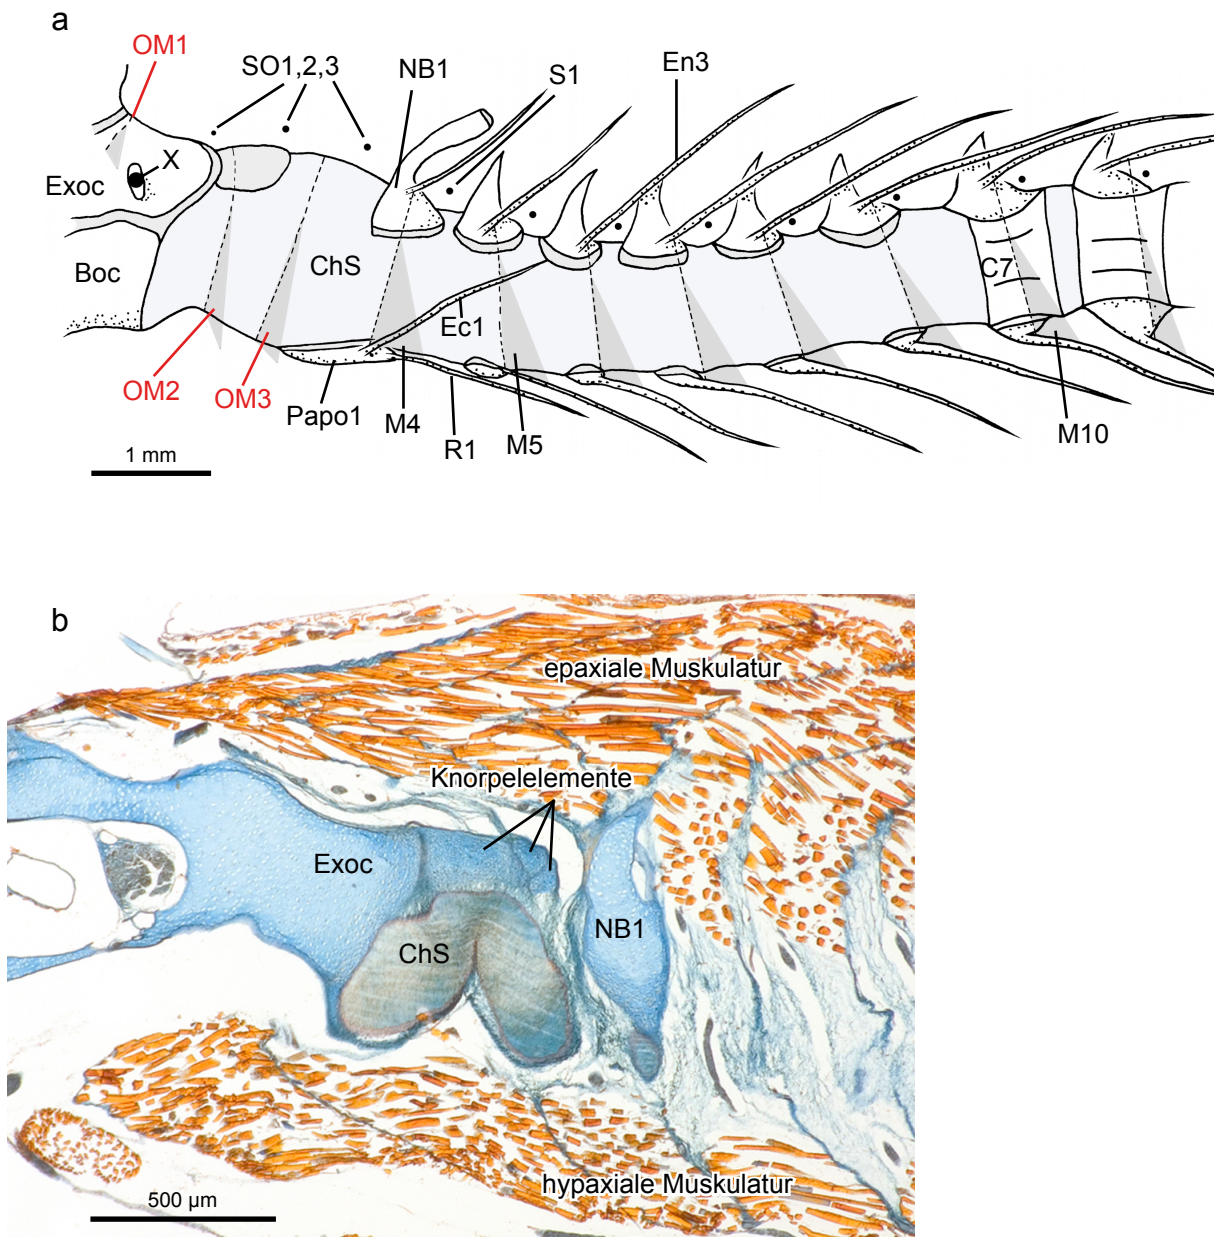 a
OM1
SO1,2,3
NB1
S1
En3
X
Exoc
Boc
ChS
C7
Ec1
OM2
OM3
Papo1
M4
R1
M5
M10
1 mm
b
epaxiale Muskulatur
Knorpelelemente
Exoc
ChS
NB1
hypaxiale Muskulatur
500 µm